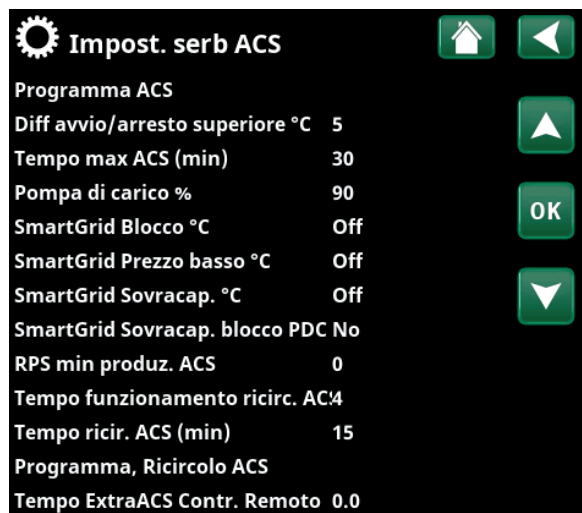 Impost. serb ACS
Programma ACS
Diff avvio/arresto superiore °C 5
Tempo max ACS (min) 30
Pompa di carico % 90
SmartGrid Blocco °C Off
OK
SmartGrid Prezzo basso °C Off
SmartGrid Sovracap. °C Off
SmartGrid Sovracap. blocco PDC No
RPS min produz. ACS 0
Tempo funzionamento ricirc. ACS 4
Tempo ricir. ACS (min) 15
Programma, Ricircolo ACS
Tempo ExtraACS Contr. Remoto 0.0